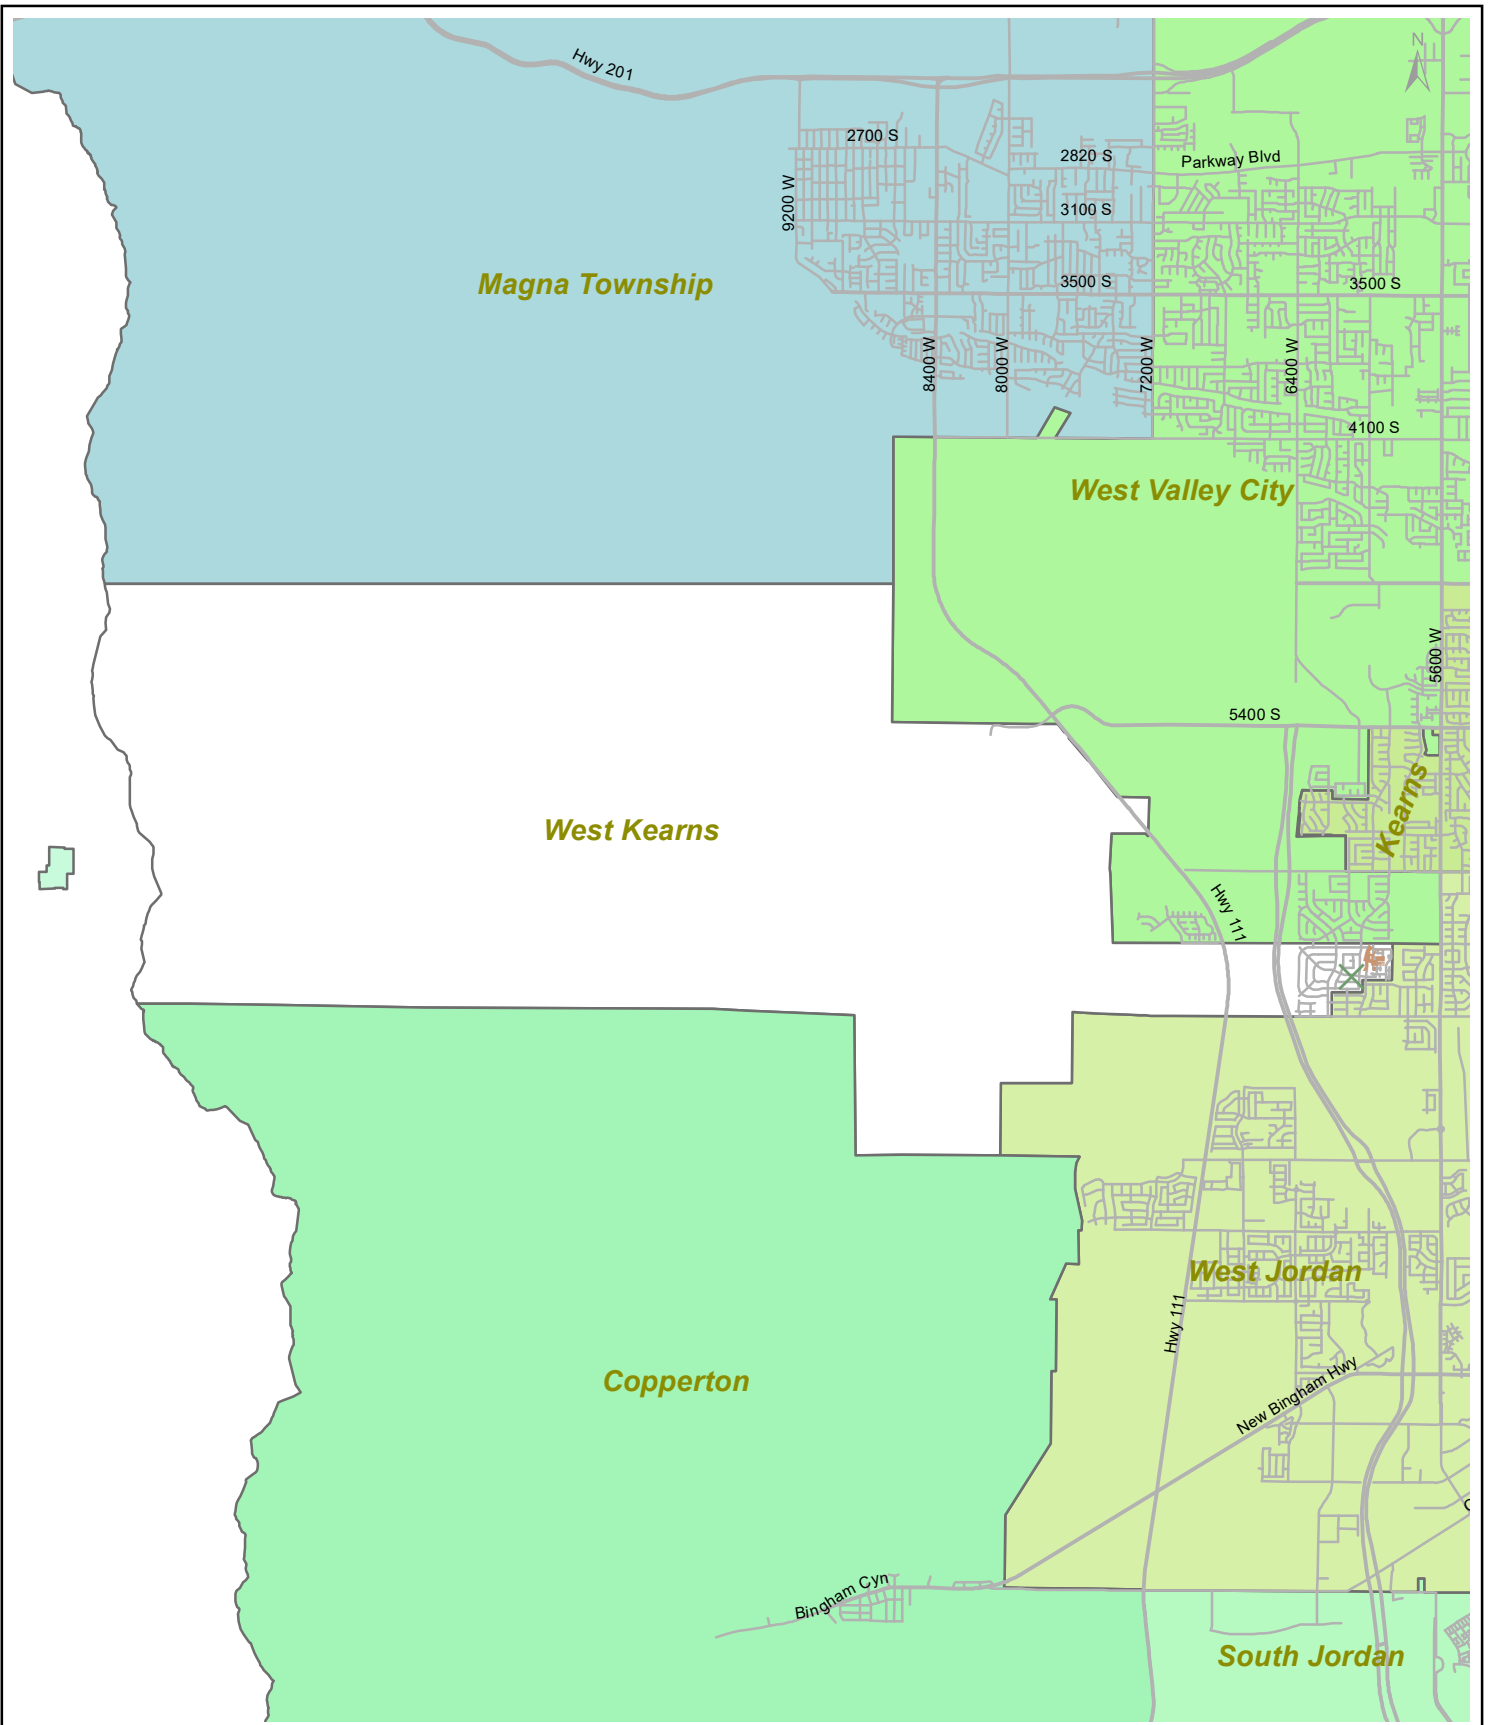 N
Hwy 201
2700 S
2820 S
Parkway Blvd
9200 W
3100 S
Magna Township
3500 S
3500 S
8400 W
8000 W
7200 W
6400 W
4100 S
West Valley City
5600 W
5400 S
Kearns
West Kearns
Hwy 111
West Jordan
Hwy 111
Copperton
New Bingham Hwy
Bingham Cyn
South Jordan